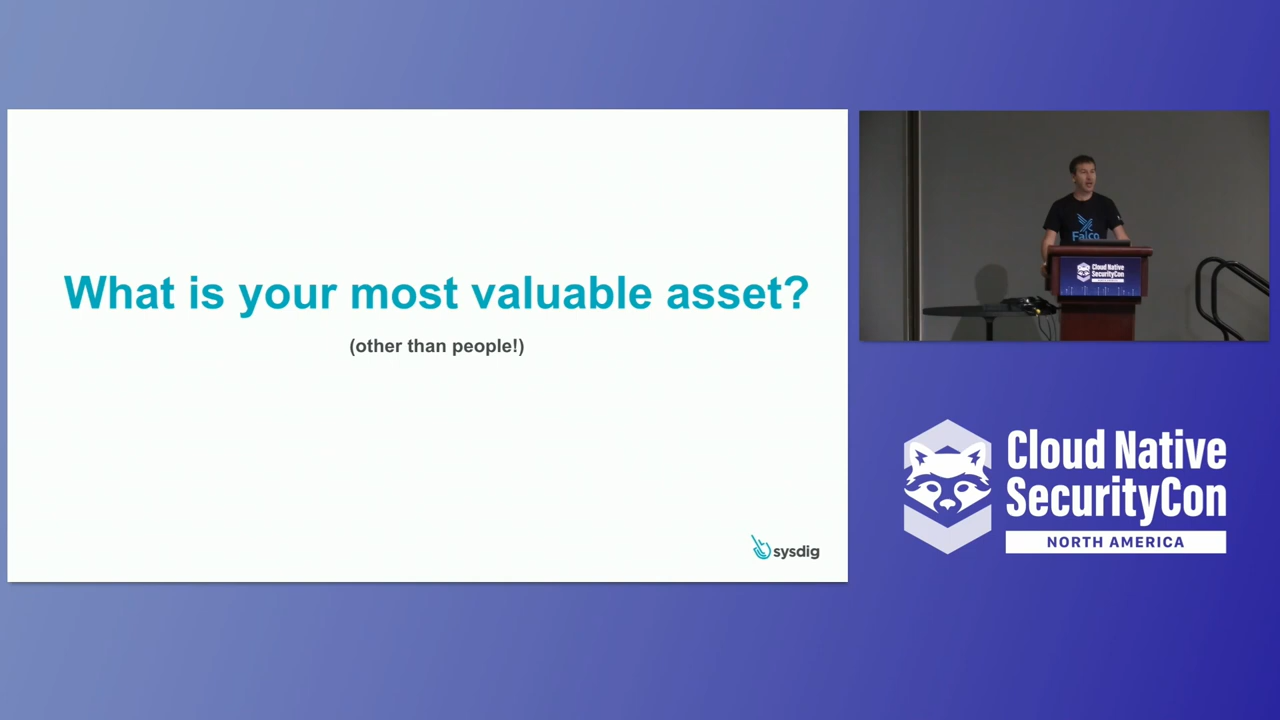 What is your most valuable asset?
(other than people!)
sysdig
Falco
Cloud Native
SecurityCon
Cloud Native
SecurityCon
NORTH AMERICA